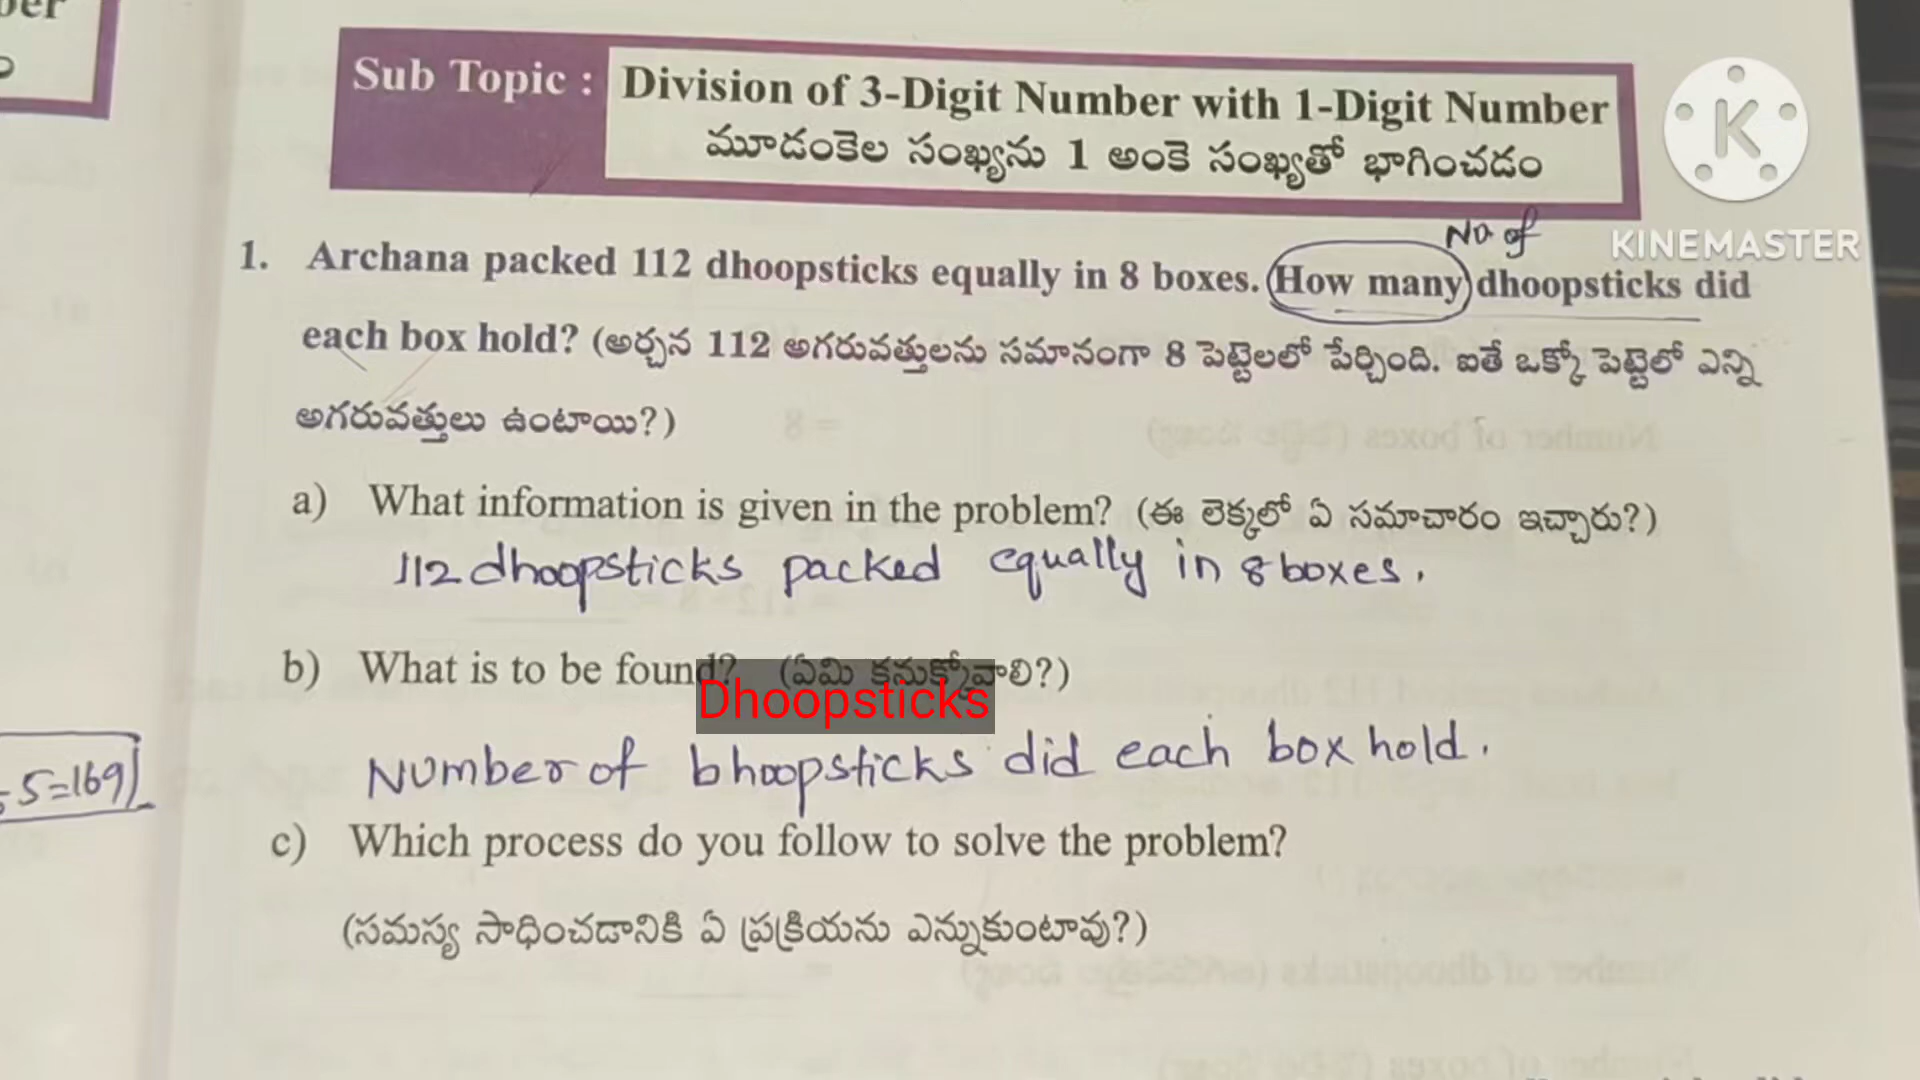 ber
Sub Topic : Division of 3-Digit Number with 1-Digit Number
మూడంకెల సంఖ్యను 1 అంకె సంఖ్యతో భాగించడం
K
KINEMASTER
No of
1. Archana packed 112 dhoopsticks equally in 8 boxes. How many dhoopsticks did
each box hold? (అర్చన 112 అగరువత్తులను సమానంగా 8 పెట్టెలలో పేర్చింది. ఐతే ఒక్కో పెట్టెలో ఎన్ని
అగరువత్తులు ఉంటాయి?)
a) What information is given in the problem? (ఈ లెక్కలో ఏ సమాచారం ఇచ్చారు?)
112 dhoopsticks packed equally in 8 boxes.
b) What is to be found? (ఏమి కనుక్కోవాలి?)
Dhoopsticks
Number of bhoopsticks did each box hold.
5=169
c) Which process do you follow to solve the problem?
(సమస్య సాధించడానికి ఏ ప్రక్రియను ఎన్నుకుంటావు?)